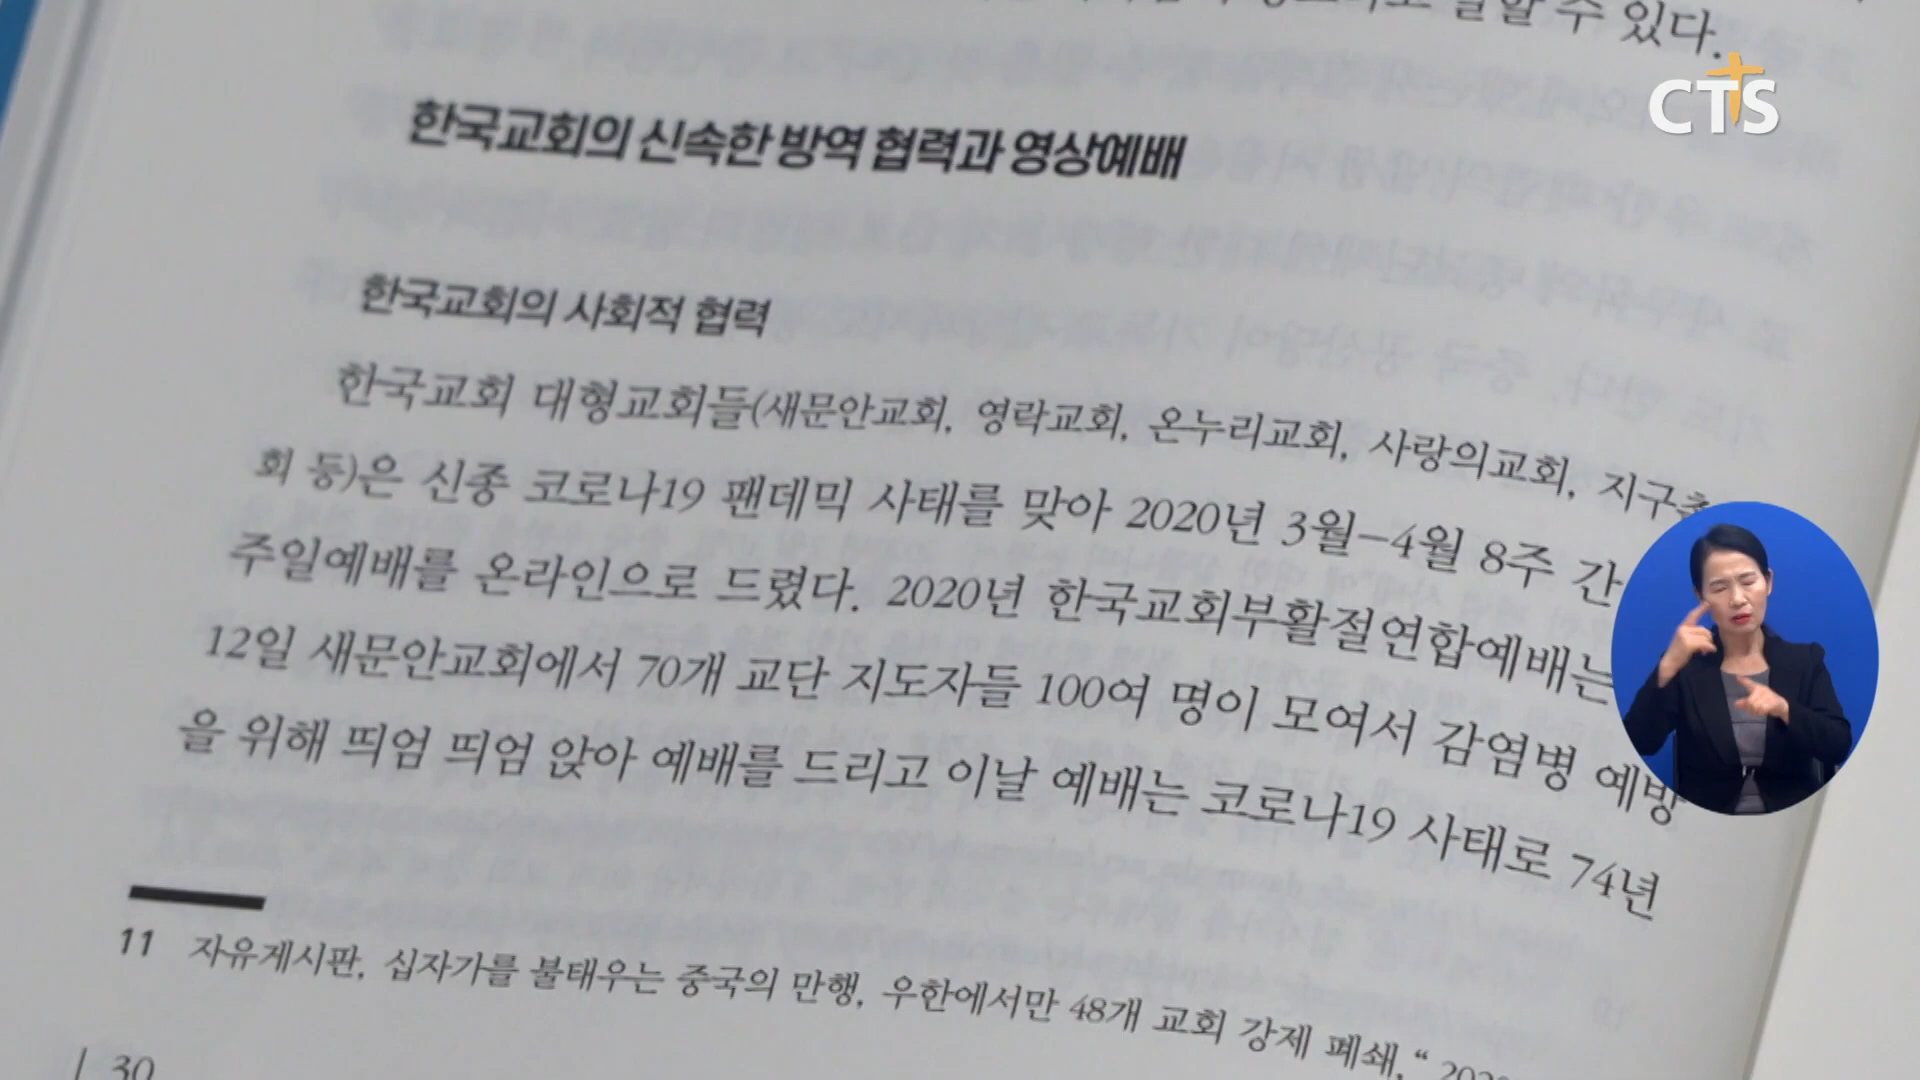 할 수 있다.
CTS
한국교회의 신속한 방역 협력과 영상예배
한국교회의 사회적 협력
한국교회 대형교회들(새문안교회, 영락교회, 온누리교회, 사랑의교회, 지구촌
회 등)은 신종 코로나19 팬데믹 사태를 맞아 2020년 3월-4월 8주 간
주일예배를 온라인으로 드렸다. 2020년 한국교회부활절연합예배는
12일 새문안교회에서 70개 교단 지도자들 100여 명이 모여서 감염병 예방
을 위해 띄엄 띄엄 앉아 예배를 드리고 이날 예배는 코로나19 사태로 74년
11 자유게시판, 십자가를 불태우는 중국의 만행, 우한에서만 48개 교회 강제 폐쇄,“
30